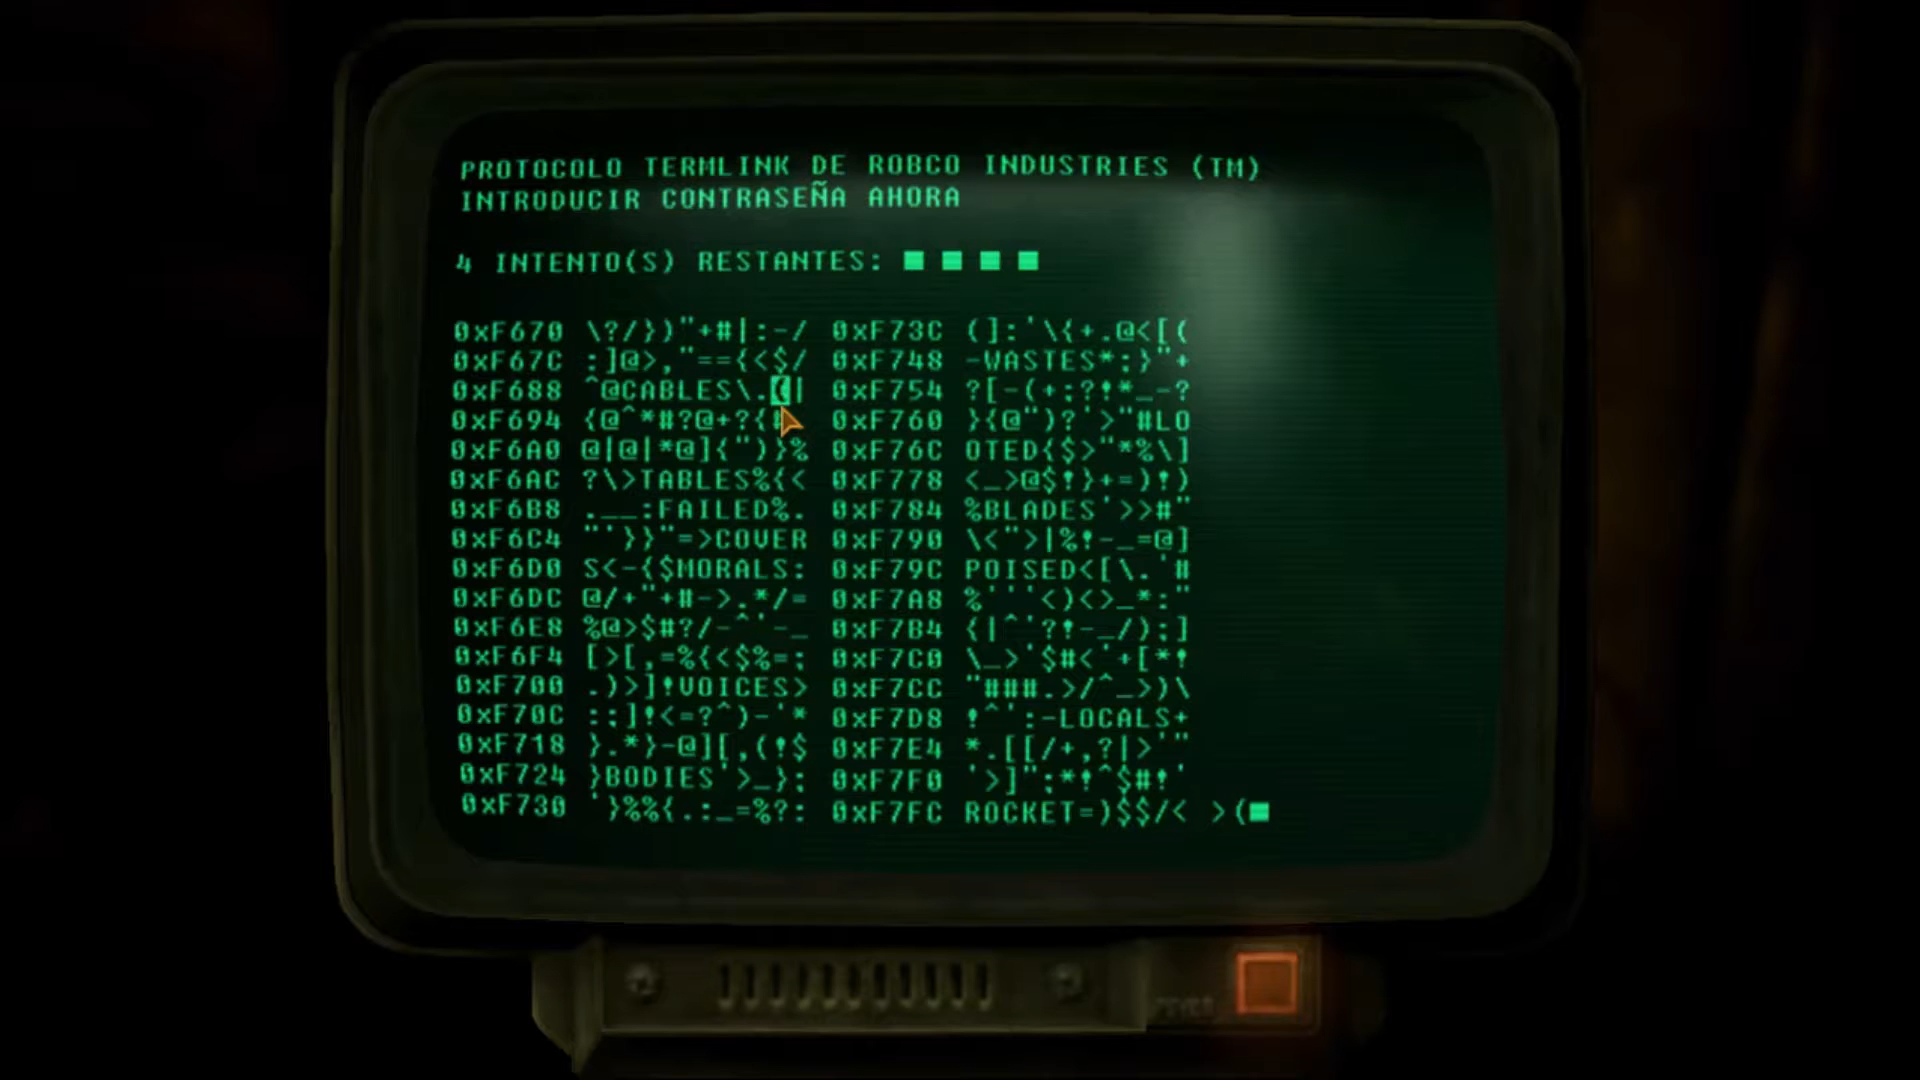 PROTOCOLO TERMLINK DE ROBCO INDUSTRIES (TM)
INTRODUCIR CONTRASEÑA AHORA
4 INTENTO(S) RESTANTES: ■ ■ ■ ■
0xF670 \?/})"+#|:-/ 0xF73C (]:'\{+.@<[(
0xF67C :]@>,"=={<$/ 0xF748 -WASTES*;}"+
0xF688 ^@CABLES\.(| 0xF754 ?[-(+;?!*_-?
0xF694 {@^*#?@+?{ 0xF760 }{@")?'>"#LO
0xF6A0 @|@|*@]{")}% 0xF76C OTED{$>"*%\]
0xF6AC ?\>TABLES%{< 0xF778 <_>@$!}+=)!)
0xF6B8 .__:FAILED%. 0xF784 %BLADES'>>#"
0xF6C4 "'}}"=>COVER 0xF790 \<">|%!-_=@]
0xF6D0 S<-{$MORALS: 0xF79C POISED<[\.'#
0xF6DC @/+"+#->.*/= 0xF7A8 %'''<)<>_*:"
0xF6E8 %@>$#?/-^'-_ 0xF7B4 {|^'?!-_/);]
0xF6F4 [>[,=%{<$%=; 0xF7C0 \_>'$#<'+[*!
0xF700 .)>]!VOICES> 0xF7CC "###.>/^_>)\
0xF70C :;]!<=?^)-'* 0xF7D8 !^':-LOCALS+
0xF718 }.*}-@][,(!$ 0xF7E4 *.[[/+,?|>'"
0xF724 }BODIES'>_}; 0xF7F0 '>]";*!^$#!'
0xF730 '}%%{.:_=%?: 0xF7FC ROCKET=)$$/< >(■